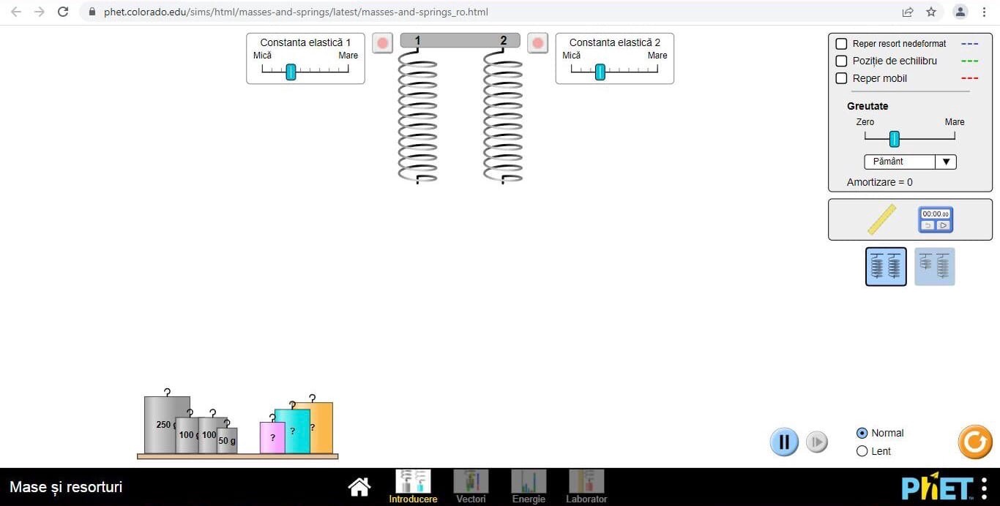 phet.colorado.edu/sims/html/masses-and-springs/latest/masses-and-springs_ro.html
Constanta elastică 1
Mică Mare
1 2
Constanta elastică 2
Mică Mare
Reper resort nedeformat
Poziție de echilibru
Reper mobil
Greutate
Zero Mare
Pământ
Amortizare = 0
00:00.00
250 g
100 g
100
50 g
?
?
?
Normal
Lent
Mase și resorturi
Introducere
Vectori
Energie
Laborator
PhET